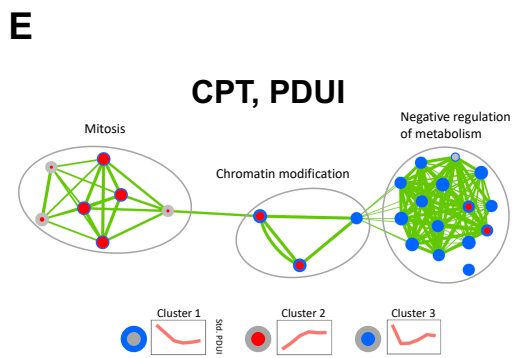 E
CPT, PDUI
Mitosis
Chromatin modification
Negative regulation
of metabolism
Cluster 1
Std. PDUI
Cluster 2
Cluster 3